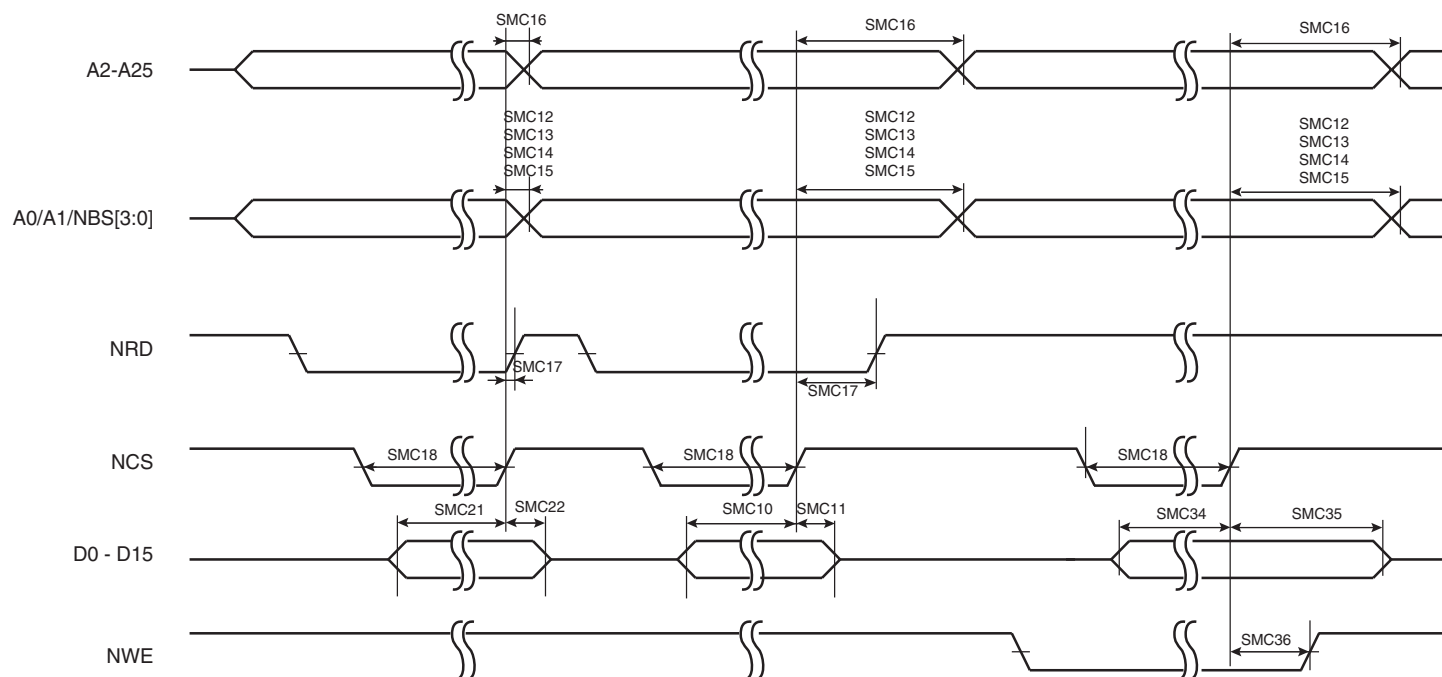 SMC16
SMC16
SMC16
A2-A25
SMC12
SMC13
SMC14
SMC15
SMC12
SMC13
SMC14
SMC15
SMC12
SMC13
SMC14
SMC15
A0/A1/NBS[3:0]
NRD
SMC17
SMC17
NCS
SMC18
SMC18
SMC18
SMC21
SMC22
SMC10
SMC11
SMC34
SMC35
D0 - D15
NWE
SMC36